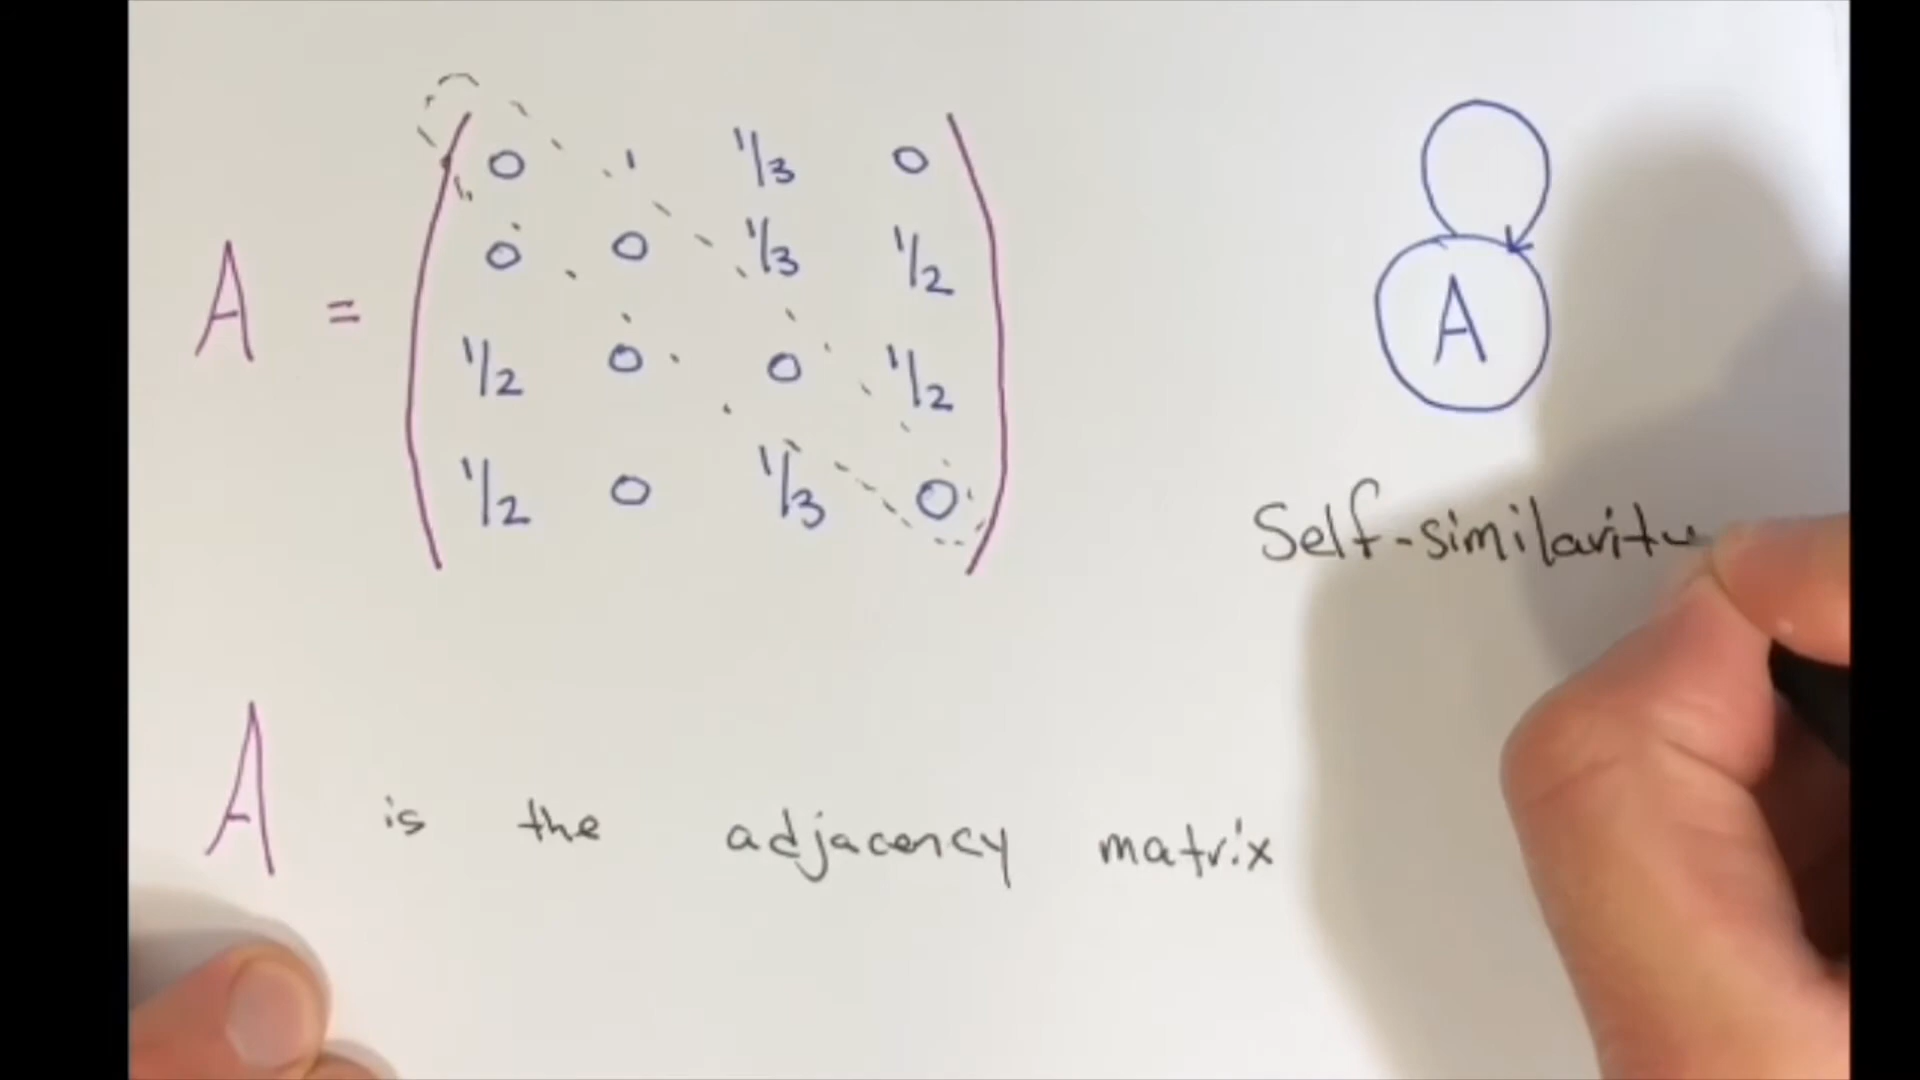 A = ( 0 1 1/3 0
0 0 1/3 1/2
1/2 0 0 1/2
1/2 0 1/3 0 )
A
Self-similarity
A is the adjacency matrix